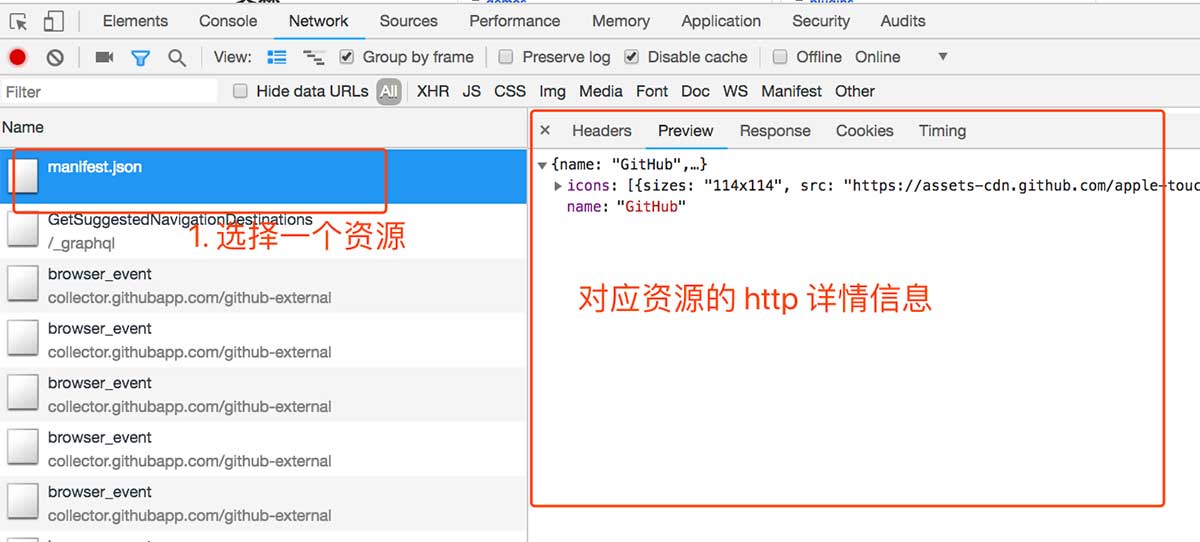 Elements Console Network Sources Performance Memory Application Security Audits
View: Group by frame Preserve log Disable cache Offline Online
Filter Hide data URLs All XHR JS CSS Img Media Font Doc WS Manifest Other
Name
manifest.json
GetSuggestedNavigationDestinations
/_graphql
1. 选择一个资源
browser_event
collector.githubapp.com/github-external
browser_event
collector.githubapp.com/github-external
browser_event
collector.githubapp.com/github-external
browser_event
collector.githubapp.com/github-external
browser_event
collector.githubapp.com/github-external
× Headers Preview Response Cookies Timing
{name: "GitHub",…}
icons: [{sizes: "114x114", src: "https://assets-cdn.github.com/apple-touc
name: "GitHub"
对应资源的 http 详情信息